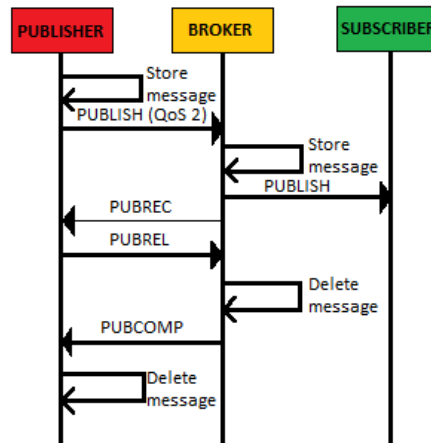 PUBLISHER
BROKER
SUBSCRIBER
Store
message
PUBLISH (QoS 2)
Store
message
PUBLISH
PUBREC
PUBREL
Delete
message
PUBCOMP
Delete
message